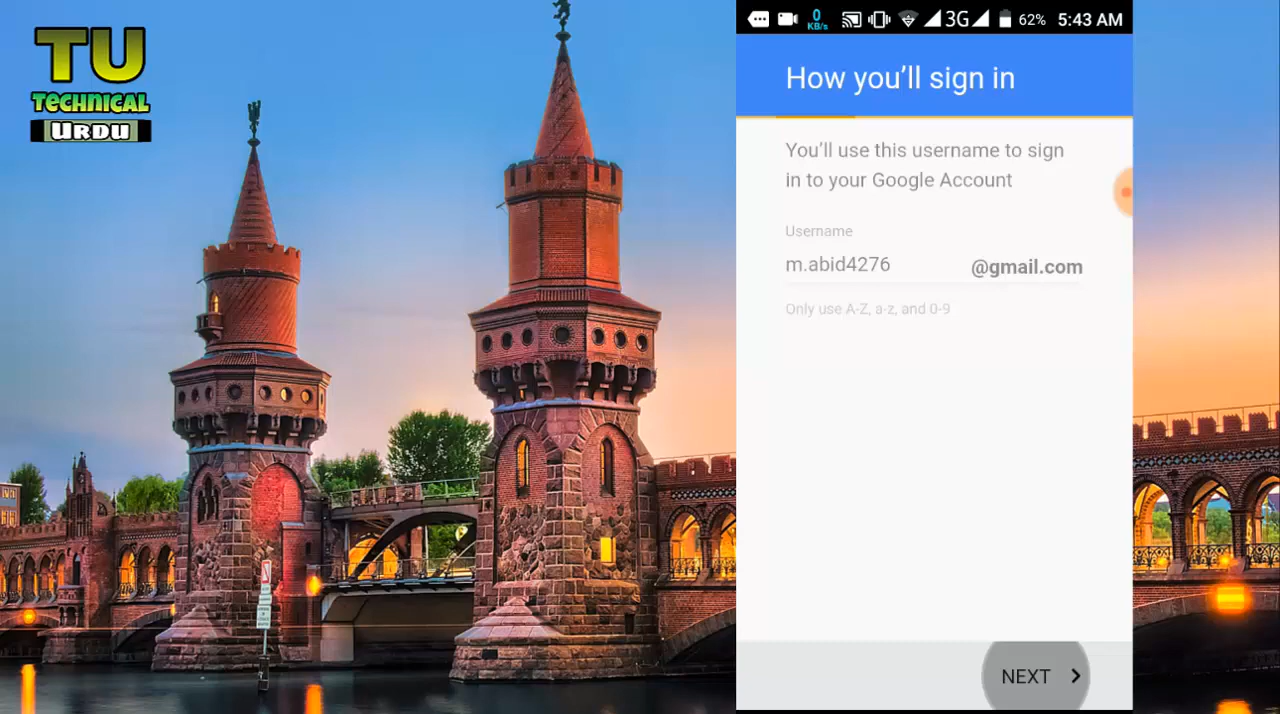 TU
TECHNICAL
URDU
0
KB/s
3G
62%
5:43 AM
How you’ll sign in
You’ll use this username to sign
in to your Google Account
Username
m.abid4276
@gmail.com
Only use A-Z, a-z, and 0-9
NEXT